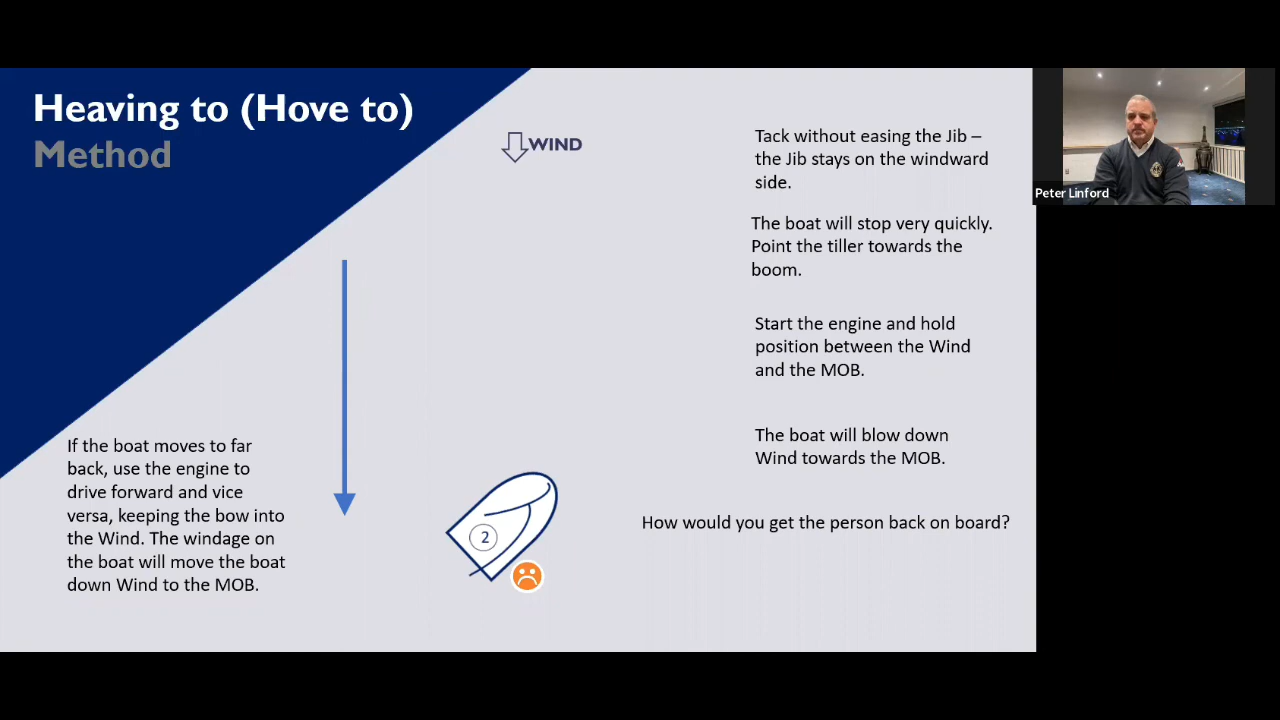 Heaving to (Hove to)
Method
WIND
Tack without easing the Jib –
the Jib stays on the windward
side.
The boat will stop very quickly.
Point the tiller towards the
boom.
Start the engine and hold
position between the Wind
and the MOB.
The boat will blow down
Wind towards the MOB.
How would you get the person back on board?
If the boat moves to far
back, use the engine to
drive forward and vice
versa, keeping the bow into
the Wind. The windage on
the boat will move the boat
down Wind to the MOB.
2
Peter Linford